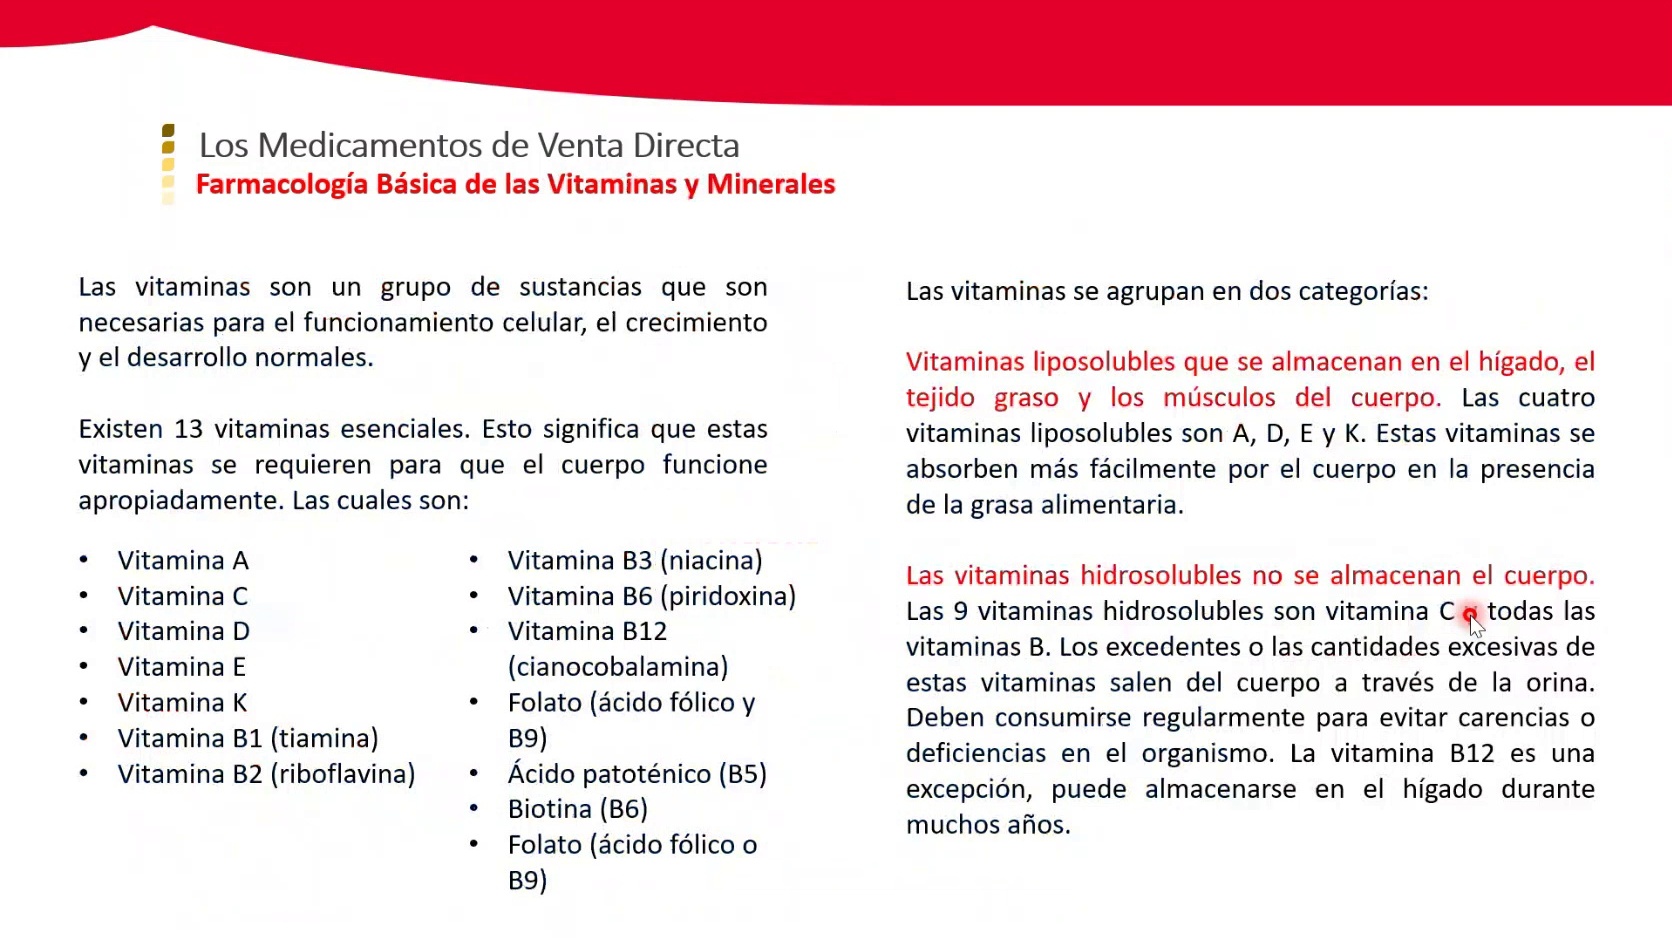 Los Medicamentos de Venta Directa
Farmacología Básica de las Vitaminas y Minerales
Las vitaminas son un grupo de sustancias que son
necesarias para el funcionamiento celular, el crecimiento
y el desarrollo normales.
Existen 13 vitaminas esenciales. Esto significa que estas
vitaminas se requieren para que el cuerpo funcione
apropiadamente. Las cuales son:
• Vitamina A
• Vitamina C
• Vitamina D
• Vitamina E
• Vitamina K
• Vitamina B1 (tiamina)
• Vitamina B2 (riboflavina)
• Vitamina B3 (niacina)
• Vitamina B6 (piridoxina)
• Vitamina B12
(cianocobalamina)
• Folato (ácido fólico y
B9)
• Ácido patoténico (B5)
• Biotina (B6)
• Folato (ácido fólico o
B9)
Las vitaminas se agrupan en dos categorías:
Vitaminas liposolubles que se almacenan en el hígado, el
tejido graso y los músculos del cuerpo. Las cuatro
vitaminas liposolubles son A, D, E y K. Estas vitaminas se
absorben más fácilmente por el cuerpo en la presencia
de la grasa alimentaria.
Las vitaminas hidrosolubles no se almacenan el cuerpo.
Las 9 vitaminas hidrosolubles son vitamina C todas las
vitaminas B. Los excedentes o las cantidades excesivas de
estas vitaminas salen del cuerpo a través de la orina.
Deben consumirse regularmente para evitar carencias o
deficiencias en el organismo. La vitamina B12 es una
excepción, puede almacenarse en el hígado durante
muchos años.